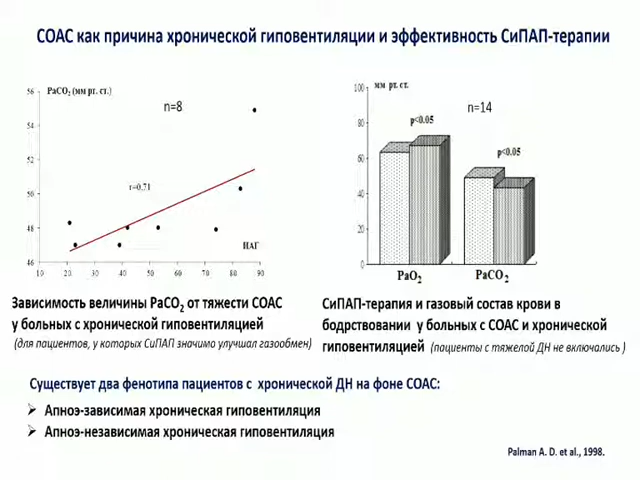 СОАС как причина хронической гиповентиляции и эффективность СиПАП-терапии
PaCO2 (мм рт. ст.)
n=8
r=0.71
ИАГ
56
54
52
50
48
46
10 20 30 40 50 60 70 80 90
мм рт. ст.
n=14
p<0.05
p<0.05
100
80
60
40
20
0
PaO2 PaCO2
Зависимость величины PaCO2 от тяжести СОАС
у больных с хронической гиповентиляцией
(для пациентов, у которых СиПАП значимо улучшал газообмен)
СиПАП-терапия и газовый состав крови в
бодрствовании у больных с СОАС и хронической
гиповентиляцией (пациенты с тяжелой ДН не включались )
Существует два фенотипа пациентов с хронической ДН на фоне СОАС:
Апноэ-зависимая хроническая гиповентиляция
Апноэ-независимая хроническая гиповентиляция
Palman A. D. et al., 1998.